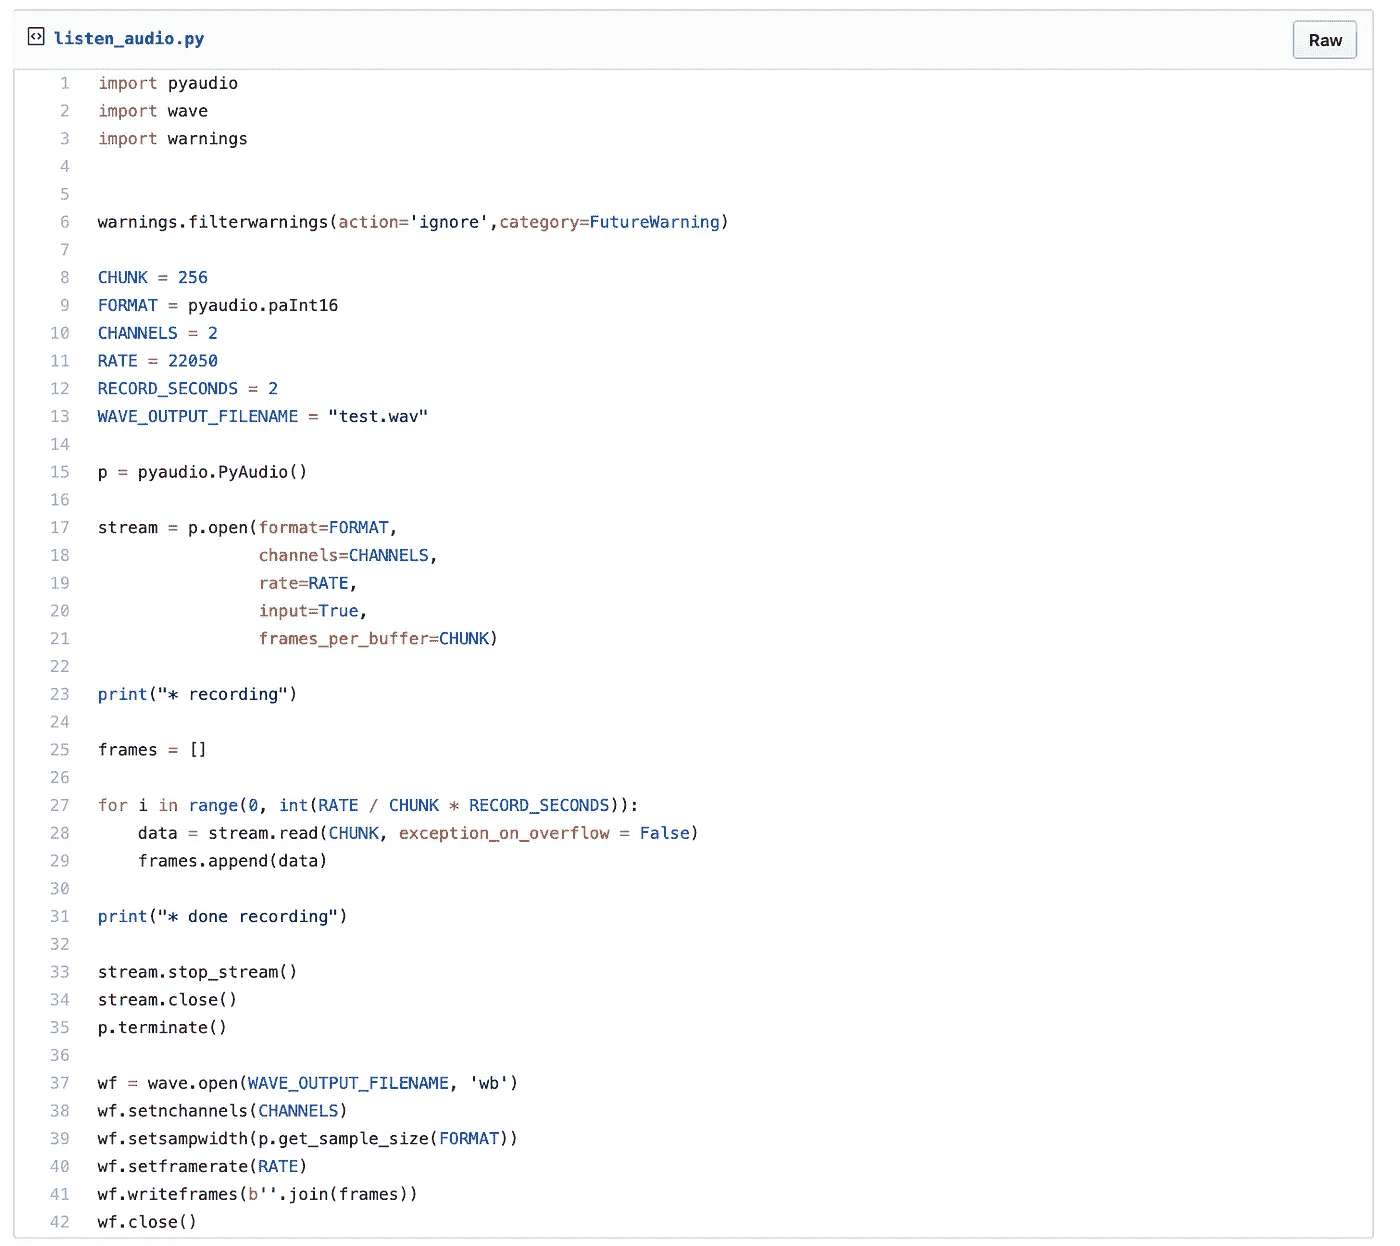 listen_audio.py
Raw
1 import pyaudio
2 import wave
3 import warnings
4
5
6 warnings.filterwarnings(action='ignore',category=FutureWarning)
7
8 CHUNK = 256
9 FORMAT = pyaudio.paInt16
10 CHANNELS = 2
11 RATE = 22050
12 RECORD_SECONDS = 2
13 WAVE_OUTPUT_FILENAME = "test.wav"
14
15 p = pyaudio.PyAudio()
16
17 stream = p.open(format=FORMAT,
18                 channels=CHANNELS,
19                 rate=RATE,
20                 input=True,
21                 frames_per_buffer=CHUNK)
22
23 print("* recording")
24
25 frames = []
26
27 for i in range(0, int(RATE / CHUNK * RECORD_SECONDS)):
28     data = stream.read(CHUNK, exception_on_overflow = False)
29     frames.append(data)
30
31 print("* done recording")
32
33 stream.stop_stream()
34 stream.close()
35 p.terminate()
36
37 wf = wave.open(WAVE_OUTPUT_FILENAME, 'wb')
38 wf.setnchannels(CHANNELS)
39 wf.setsampwidth(p.get_sample_size(FORMAT))
40 wf.setframerate(RATE)
41 wf.writeframes(b''.join(frames))
42 wf.close()